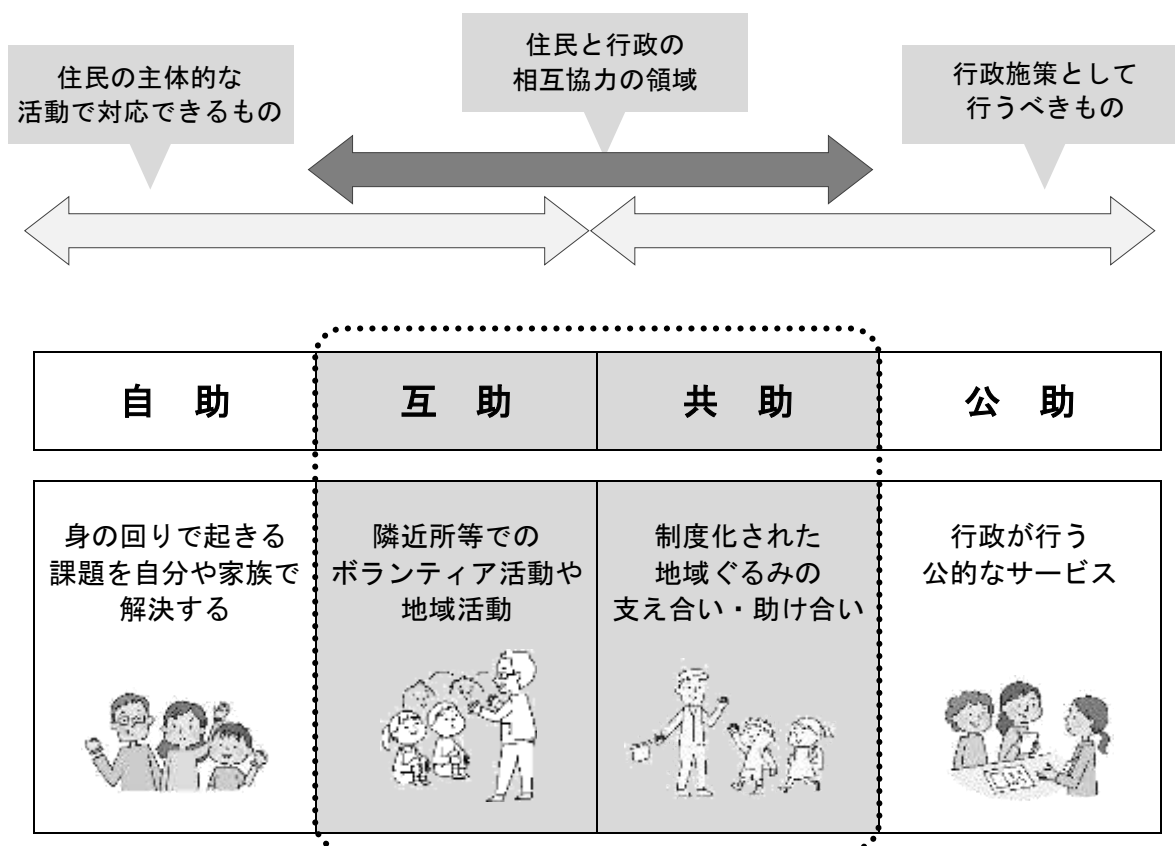 住民の主体的な
活動で対応できるもの
住民と行政の
相互協力の領域
行政施策として
行うべきもの
自 助
互 助
共 助
公 助
身の回りで起きる
課題を自分や家族で
解決する
隣近所等での
ボランティア活動や
地域活動
制度化された
地域ぐるみの
支え合い・助け合い
行政が行う
公的なサービス